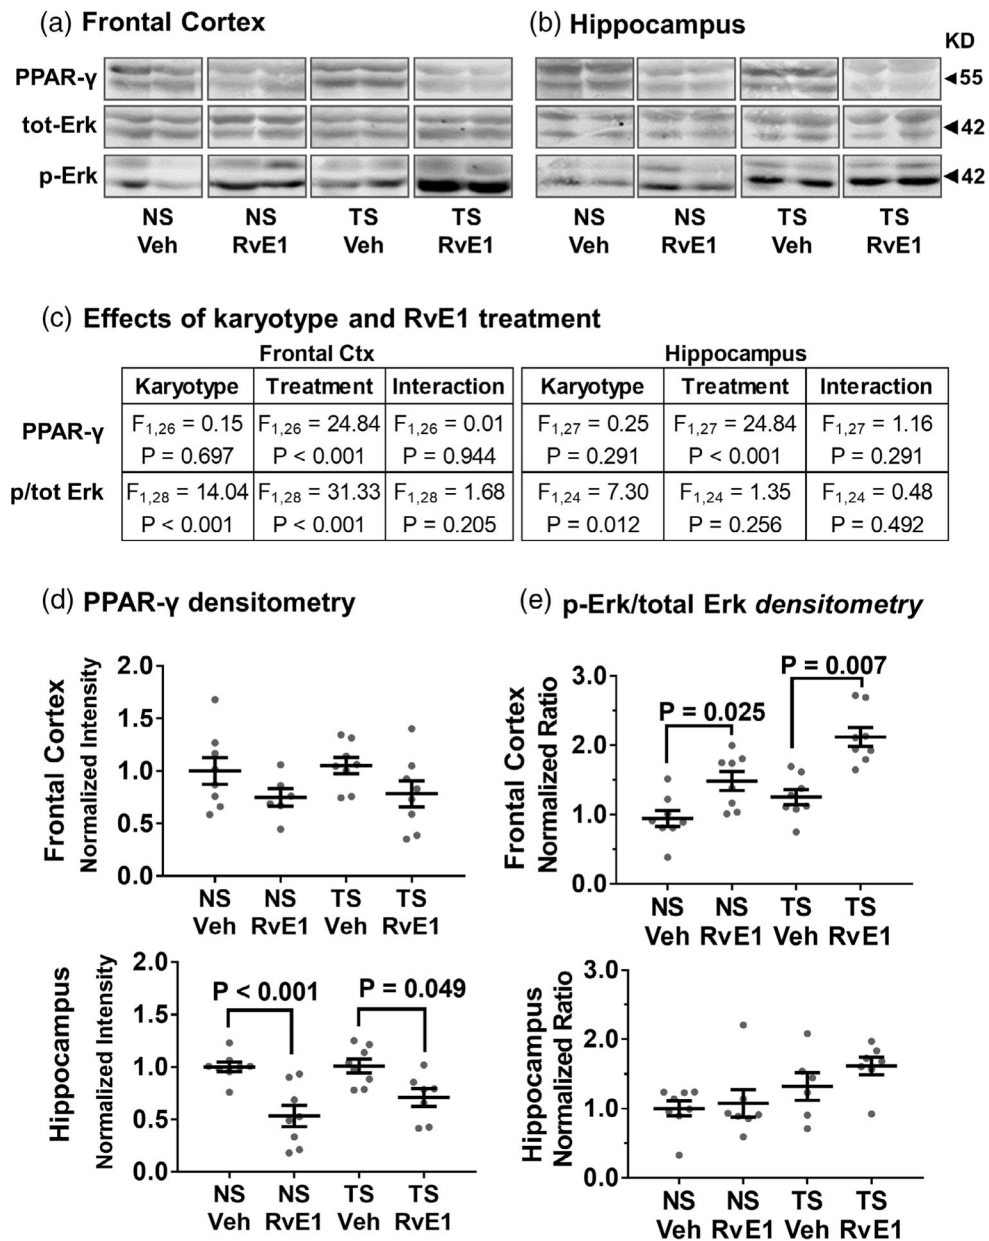 (a) Frontal Cortex
(b) Hippocampus
KD
PPAR-γ
◄55
tot-Erk
◄42
p-Erk
◄42
NS NS TS TS NS NS TS TS
Veh RvE1 Veh RvE1 Veh RvE1 Veh RvE1
(c) Effects of karyotype and RvE1 treatment
Frontal Ctx Hippocampus
Karyotype Treatment Interaction Karyotype Treatment Interaction
PPAR-γ
F1,26 = 0.15 F1,26 = 24.84 F1,26 = 0.01 F1,27 = 0.25 F1,27 = 24.84 F1,27 = 1.16
P = 0.697 P < 0.001 P = 0.944 P = 0.291 P < 0.001 P = 0.291
p/tot Erk
F1,28 = 14.04 F1,28 = 31.33 F1,28 = 1.68 F1,24 = 7.30 F1,24 = 1.35 F1,24 = 0.48
P < 0.001 P < 0.001 P = 0.205 P = 0.012 P = 0.256 P = 0.492
(d) PPAR-γ densitometry
Frontal Cortex
Normalized Intensity
2.0
1.5
1.0
0.5
0.0
NS NS TS TS
Veh RvE1 Veh RvE1
Hippocampus
Normalized Intensity
2.0
1.5
1.0
0.5
0.0
P < 0.001
P = 0.049
NS NS TS TS
Veh RvE1 Veh RvE1
(e) p-Erk/total Erk densitometry
Frontal Cortex
Normalized Ratio
3.0
2.0
1.0
0.0
P = 0.025
P = 0.007
NS NS TS TS
Veh RvE1 Veh RvE1
Hippocampus
Normalized Ratio
3.0
2.0
1.0
0.0
NS NS TS TS
Veh RvE1 Veh RvE1